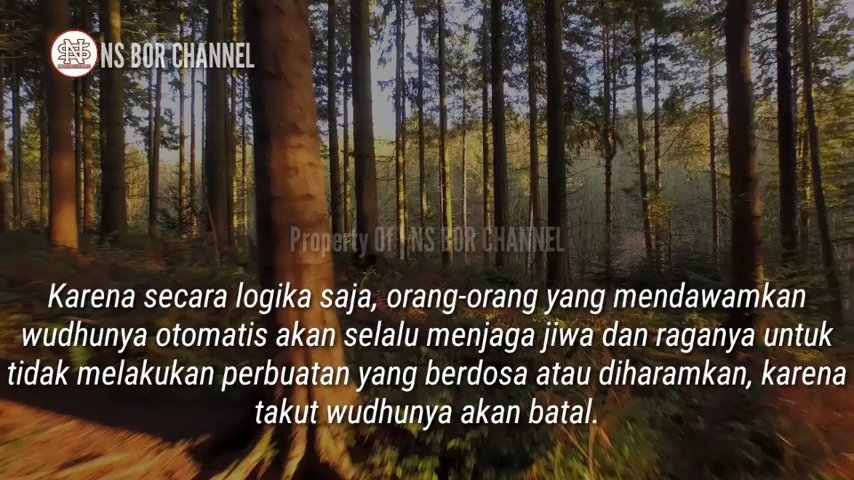 NS BOR CHANNEL
Property Of NS BOR CHANNEL
Karena secara logika saja, orang-orang yang mendawamkan
wudhunya otomatis akan selalu menjaga jiwa dan raganya untuk
tidak melakukan perbuatan yang berdosa atau diharamkan, karena
takut wudhunya akan batal.